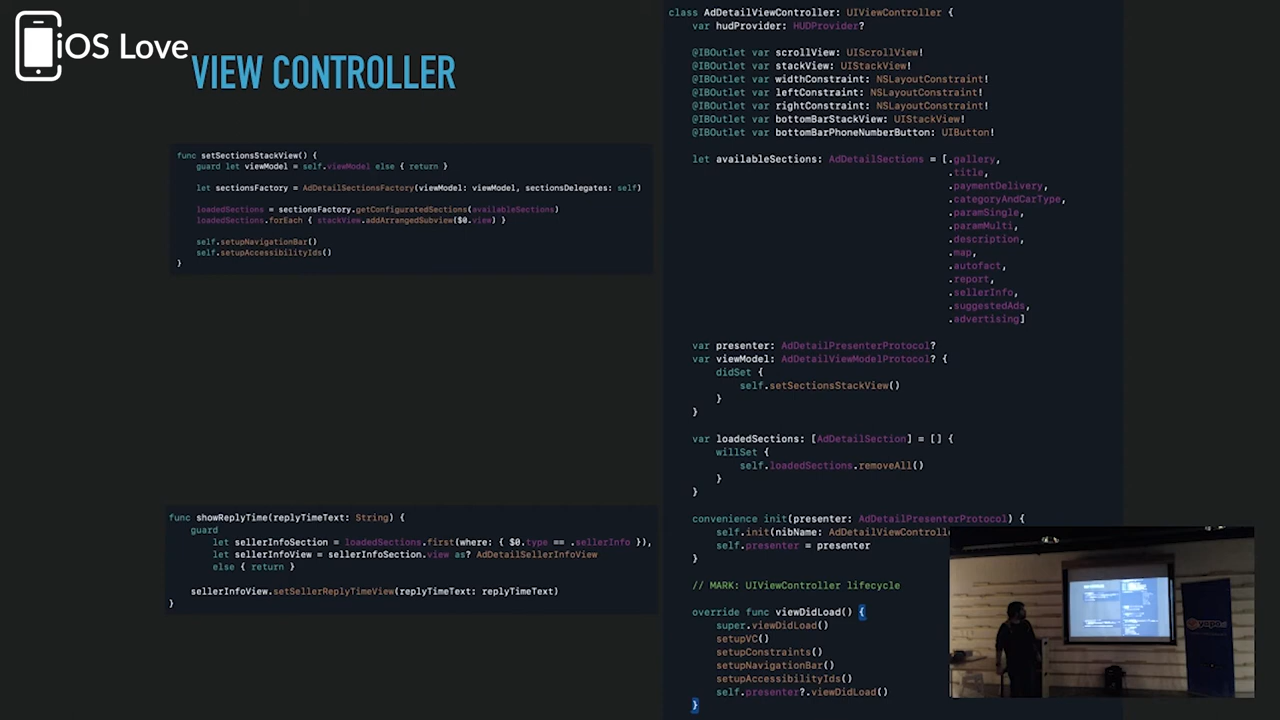 iOS Love
VIEW CONTROLLER
func setSectionsStackView() {
guard let viewModel = self.viewModel else { return }
let sectionsFactory = AdDetailSectionsFactory(viewModel: viewModel, sectionsDelegates: self)
loadedSections = sectionsFactory.getConfiguratedSections(availableSections)
loadedSections.forEach { stackView.addArrangedSubview($0.view) }
self.setupNavigationBar()
self.setupAccessibilityIds()
}
func showReplyTime(replyTimeText: String) {
guard
let sellerInfoSection = loadedSections.first(where: { $0.type == .sellerInfo }),
let sellerInfoView = sellerInfoSection.view as? AdDetailSellerInfoView
else { return }
sellerInfoView.setSellerReplyTimeView(replyTimeText: replyTimeText)
}
class AdDetailViewController: UIViewController {
var hudProvider: HUDProvider?
@IBOutlet var scrollView: UIScrollView!
@IBOutlet var stackView: UIStackView!
@IBOutlet var widthConstraint: NSLayoutConstraint!
@IBOutlet var leftConstraint: NSLayoutConstraint!
@IBOutlet var rightConstraint: NSLayoutConstraint!
@IBOutlet var bottomBarStackView: UIStackView!
@IBOutlet var bottomBarPhoneNumberButton: UIButton!
let availableSections: AdDetailSections = [.gallery,
.title,
.paymentDelivery,
.categoryAndCarType,
.paramSingle,
.paramMulti,
.description,
.map,
.autofact,
.report,
.sellerInfo,
.suggestedAds,
.advertising]
var presenter: AdDetailPresenterProtocol?
var viewModel: AdDetailViewModelProtocol? {
didSet {
self.setSectionsStackView()
}
}
var loadedSections: [AdDetailSection] = [] {
willSet {
self.loadedSections.removeAll()
}
}
convenience init(presenter: AdDetailPresenterProtocol) {
self.init(nibName: AdDetailViewControlle
self.presenter = presenter
}
// MARK: UIViewController lifecycle
override func viewDidLoad() {
super.viewDidLoad()
setupVC()
setupConstraints()
setupNavigationBar()
setupAccessibilityIds()
self.presenter?.viewDidLoad()
}